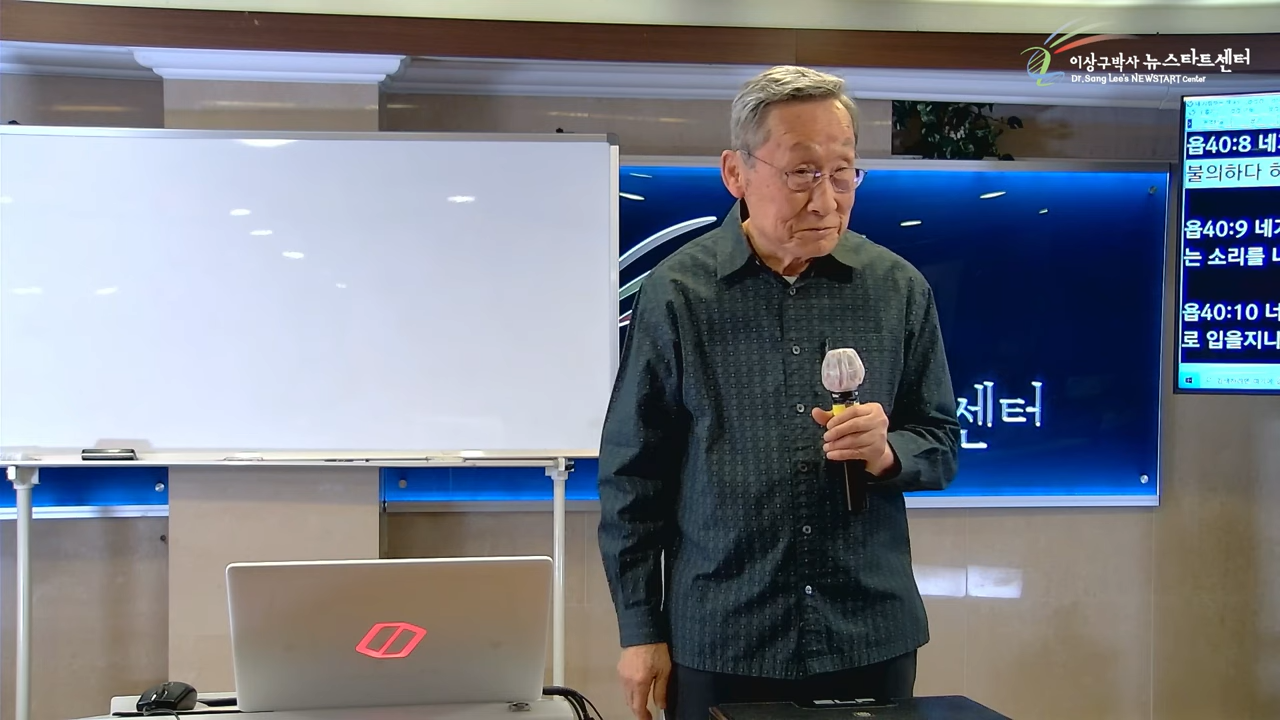 이상구박사 뉴스타트센터
Dr. Sang Lee's NEWSTART Center
욥40:8 네
불의하다
욥40:9 네
는 소리를
욥40:10 너
로 입을지니
센터